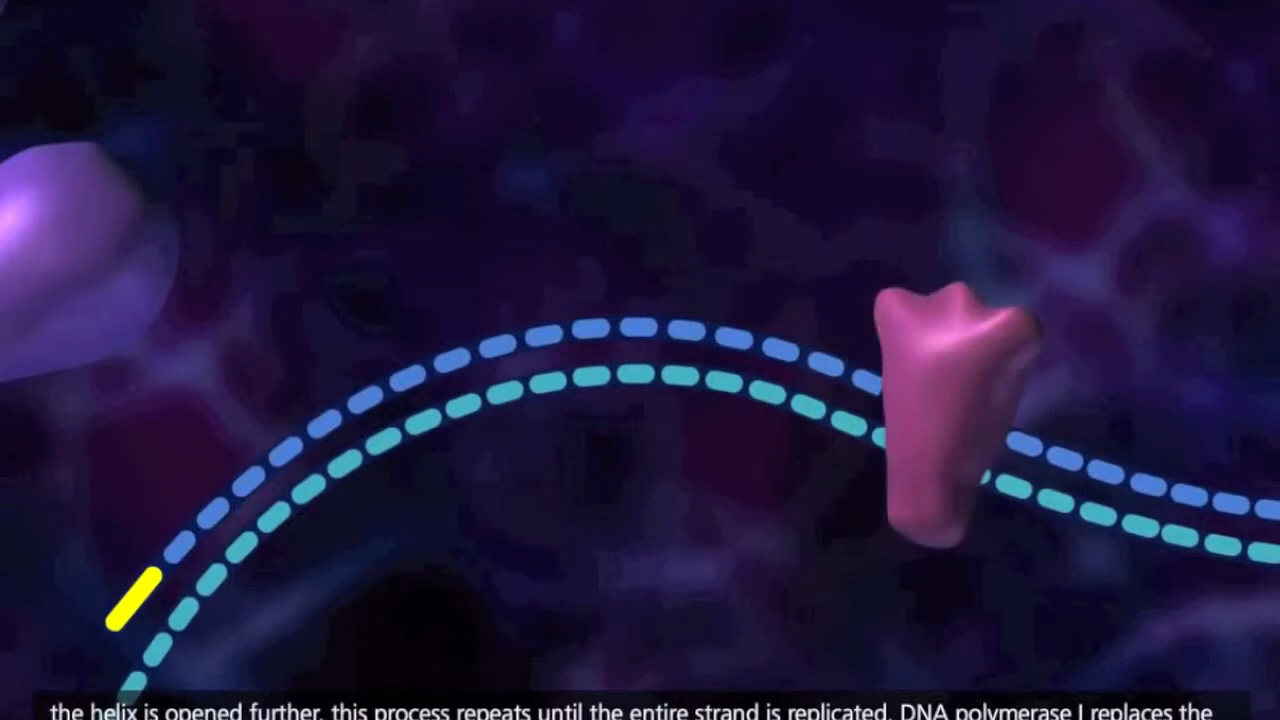 the helix is opened further, this process repeats until the entire strand is replicated. DNA polymerase I replaces the